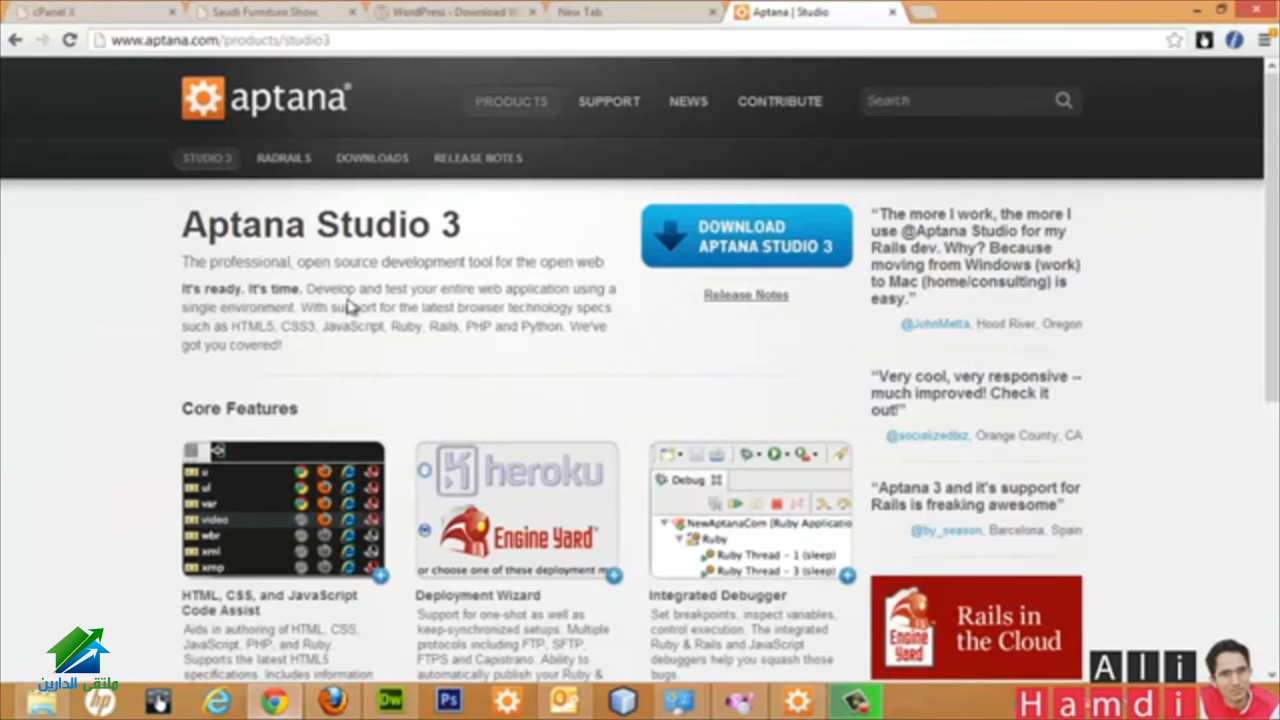 cPanel X
Saudi Furniture Show
WordPress › Download W
New Tab
Aptana | Studio
www.aptana.com/products/studio3
aptana®
PRODUCTS
SUPPORT
NEWS
CONTRIBUTE
Search
STUDIO 3
RADRAILS
DOWNLOADS
RELEASE NOTES
Aptana Studio 3
The professional, open source development tool for the open web
It's ready. It's time. Develop and test your entire web application using a
single environment. With support for the latest browser technology specs
such as HTML5, CSS3, JavaScript, Ruby, Rails, PHP and Python. We've
got you covered!
DOWNLOAD
APTANA STUDIO 3
Release Notes
“The more I work, the more I
use @Aptana Studio for my
Rails dev. Why? Because
moving from Windows (work)
to Mac (home/consulting) is
easy.”
@JohnMetta, Hood River, Oregon
“Very cool, very responsive --
much improved! Check it
out!”
@socializedbiz, Orange County, CA
“Aptana 3 and it's support for
Rails is freaking awesome”
@by_season, Barcelona, Spain
Core Features
u
ul
var
video
wbr
xml
xmp
heroku
Engine Yard
or choose one of these deployment m
Debug
NewAptanaCom [Ruby Applicatio
Ruby
Ruby Thread - 1 (sleep)
Ruby Thread - 3 (sleep)
HTML, CSS, and JavaScript
Code Assist
Aids in authoring of HTML, CSS,
JavaScript, PHP, and Ruby.
Supports the latest HTML5
specifications. Includes information
Deployment Wizard
Support for one-shot as well as
keep-synchronized setups. Multiple
protocols including FTP, SFTP,
FTPS and Capistrano. Ability to
automatically publish your Ruby &
Integrated Debugger
Set breakpoints, inspect variables,
control execution. The integrated
Ruby & Rails and JavaScript
debuggers help you squash those
bugs.
Engine Yard
Rails in
the Cloud
ملتقى الدارين
hp
Dw
Ps
Ali
Hamdi